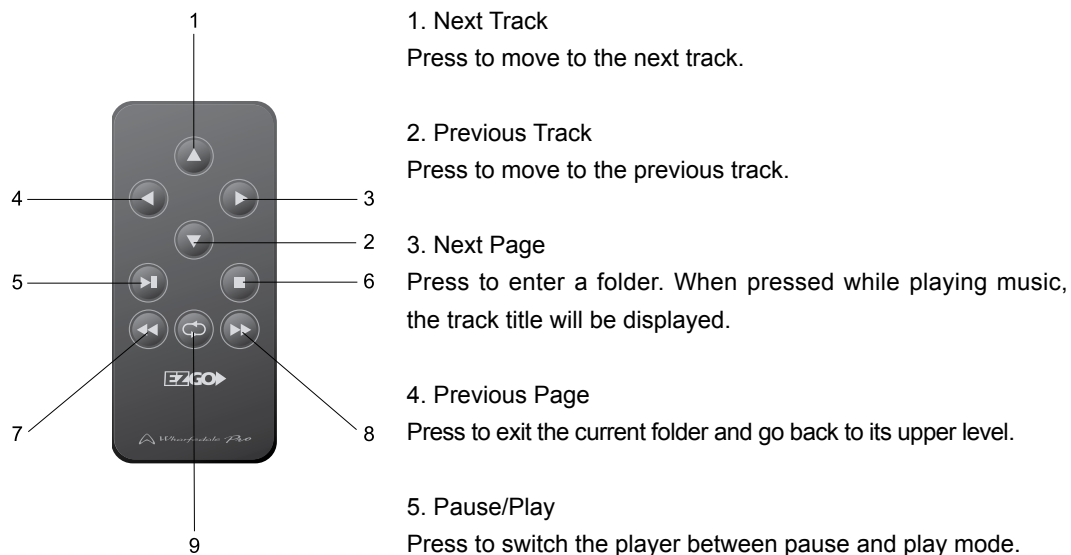 1
4
3
2
5
6
EZGO
7
Wharfedale Pro
8
9
1. Next Track
Press to move to the next track.
2. Previous Track
Press to move to the previous track.
3. Next Page
Press to enter a folder. When pressed while playing music,
the track title will be displayed.
4. Previous Page
Press to exit the current folder and go back to its upper level.
5. Pause/Play
Press to switch the player between pause and play mode.